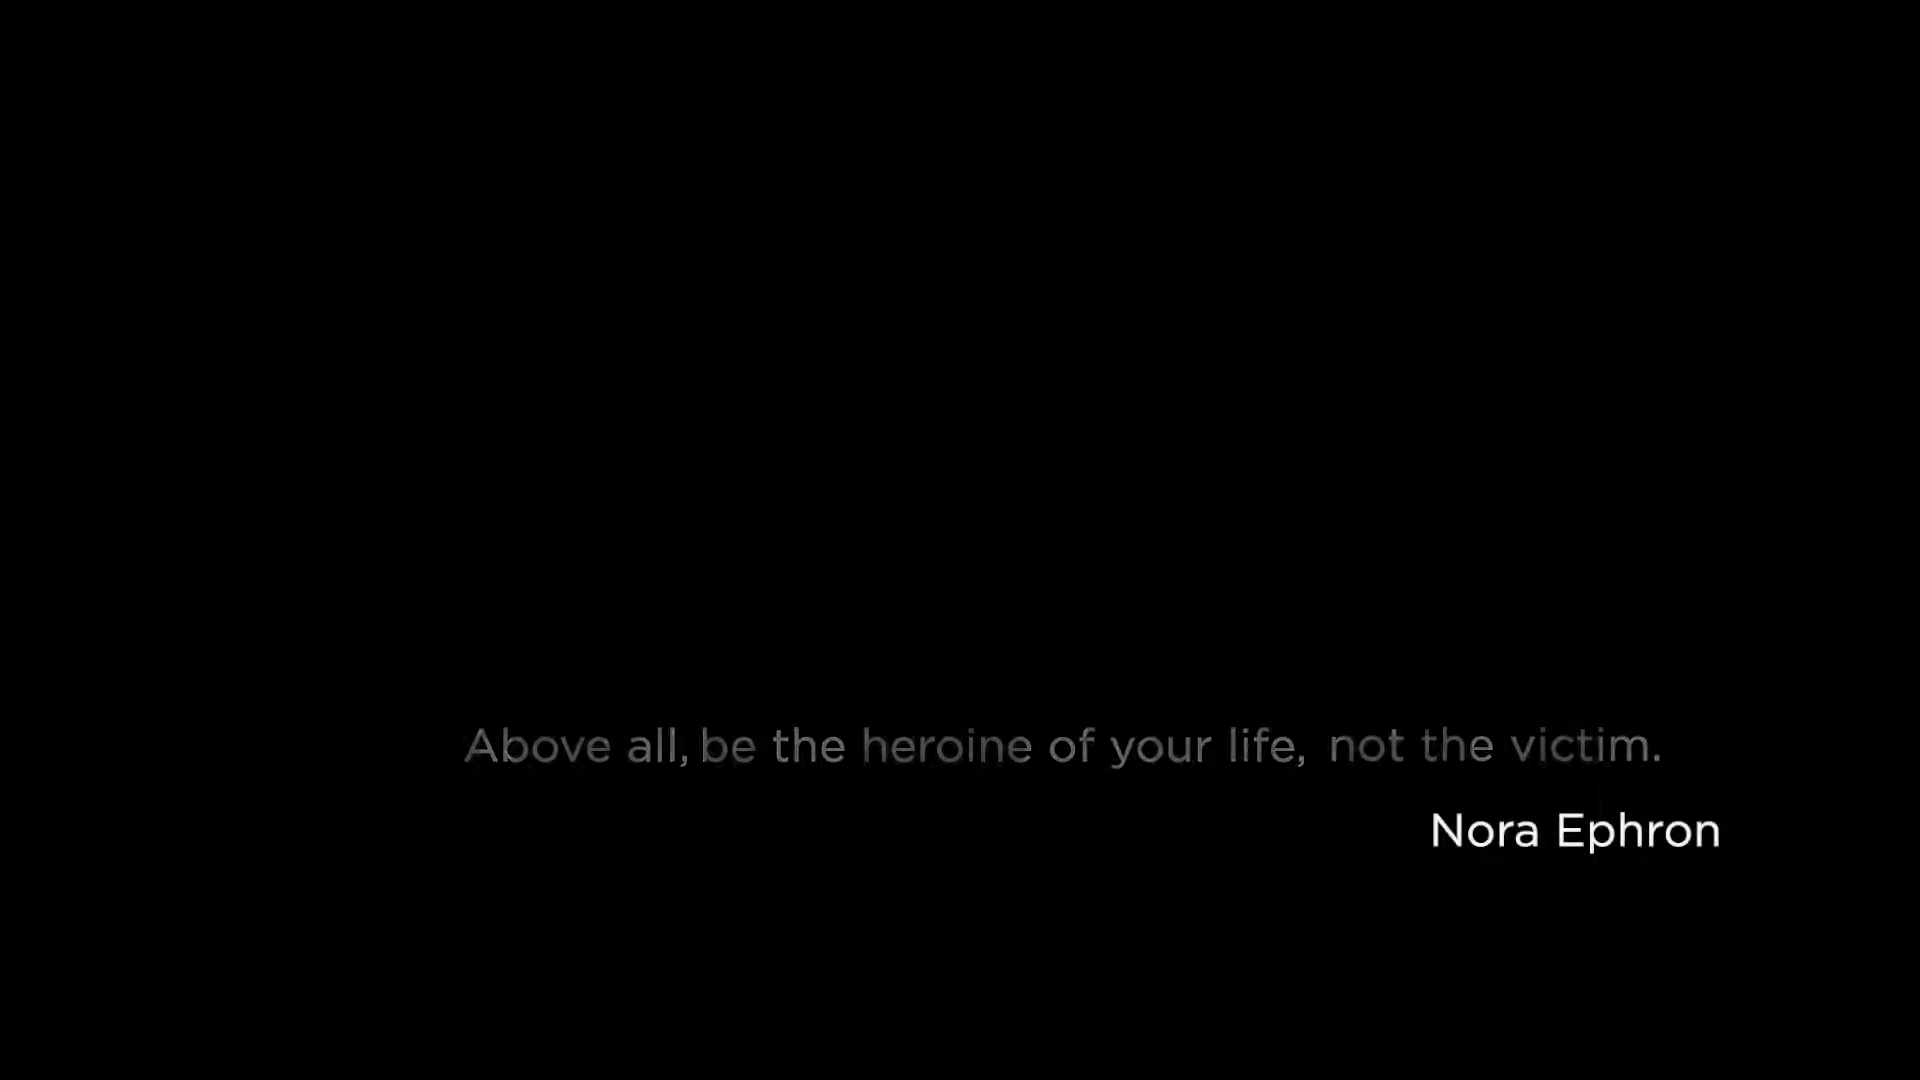 Above all, be the heroine of your life, not the victim.
Nora Ephron